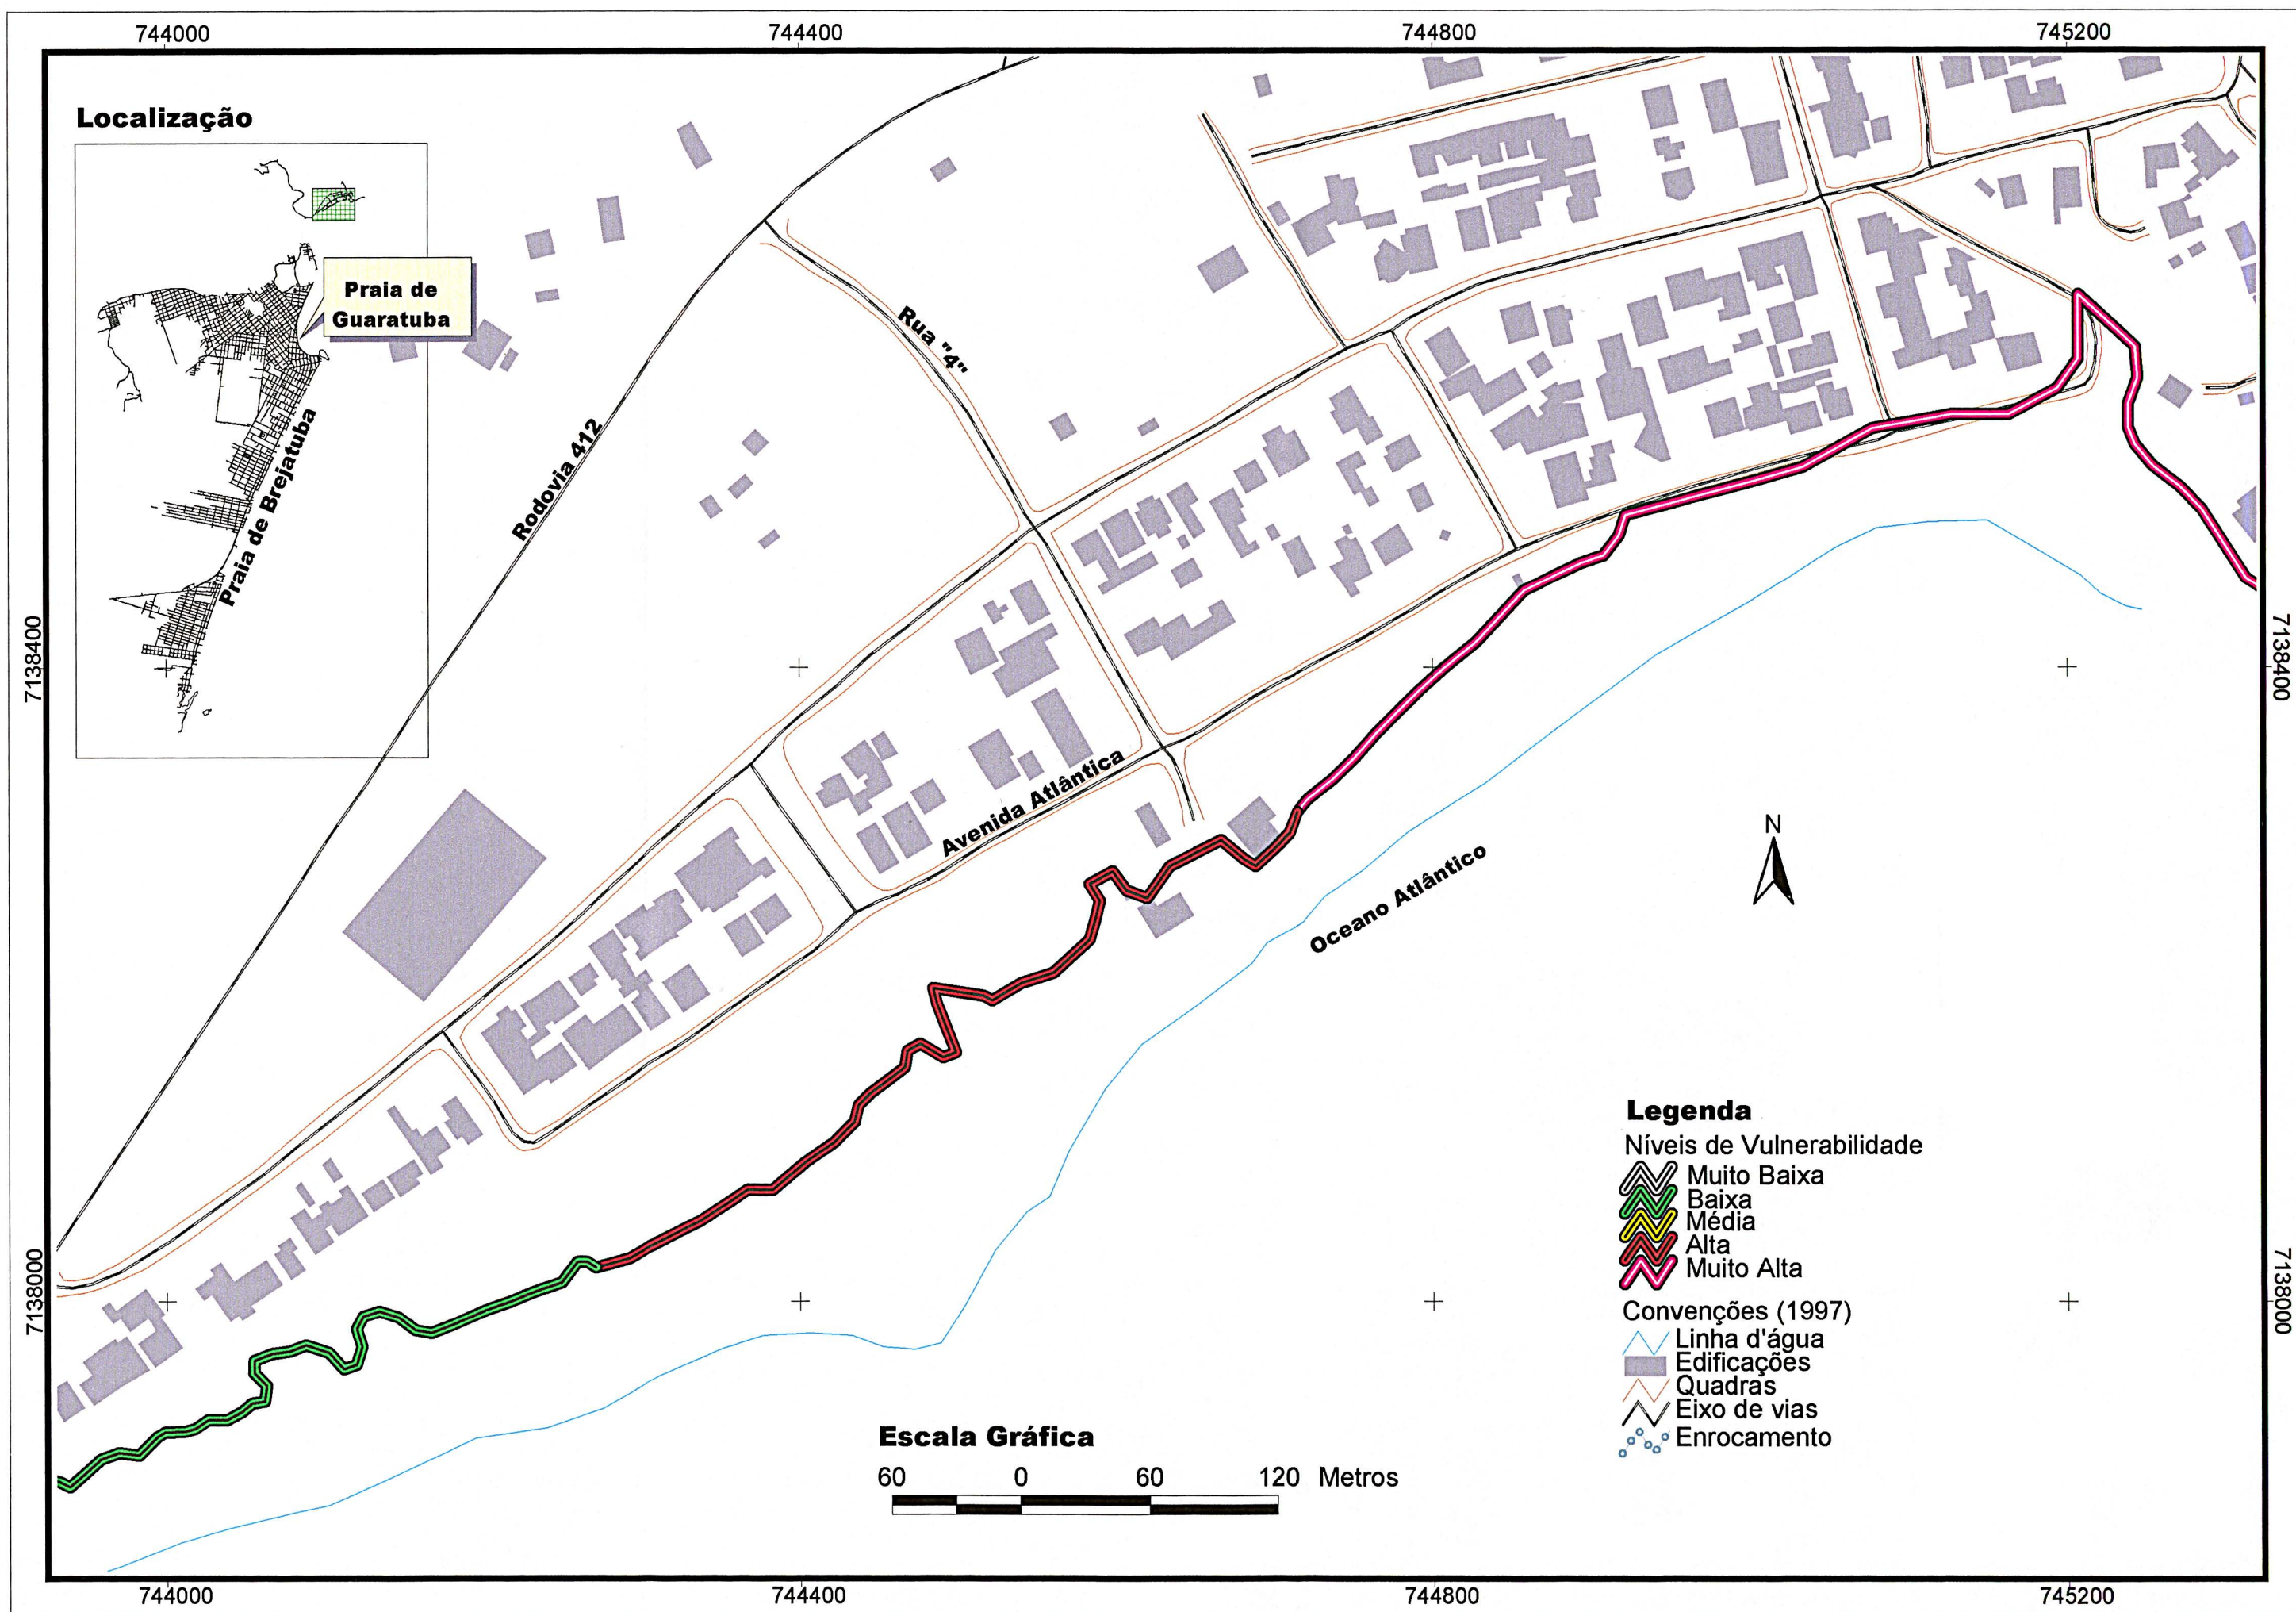 744000
744400
744800
745200
Localização
Praia de
Guaratuba
Praia de Brejatuba
Rodovia 412
Rua "4"
7138400
7138400
Avenida Atlântica
Oceano Atlântico
N
7138000
7138000
Legenda
Níveis de Vulnerabilidade
Muito Baixa
Baixa
Média
Alta
Muito Alta
Convenções (1997)
Linha d'água
Edificações
Quadras
Eixo de vias
Enrocamento
Escala Gráfica
60 0 60 120 Metros
744000
744400
744800
745200